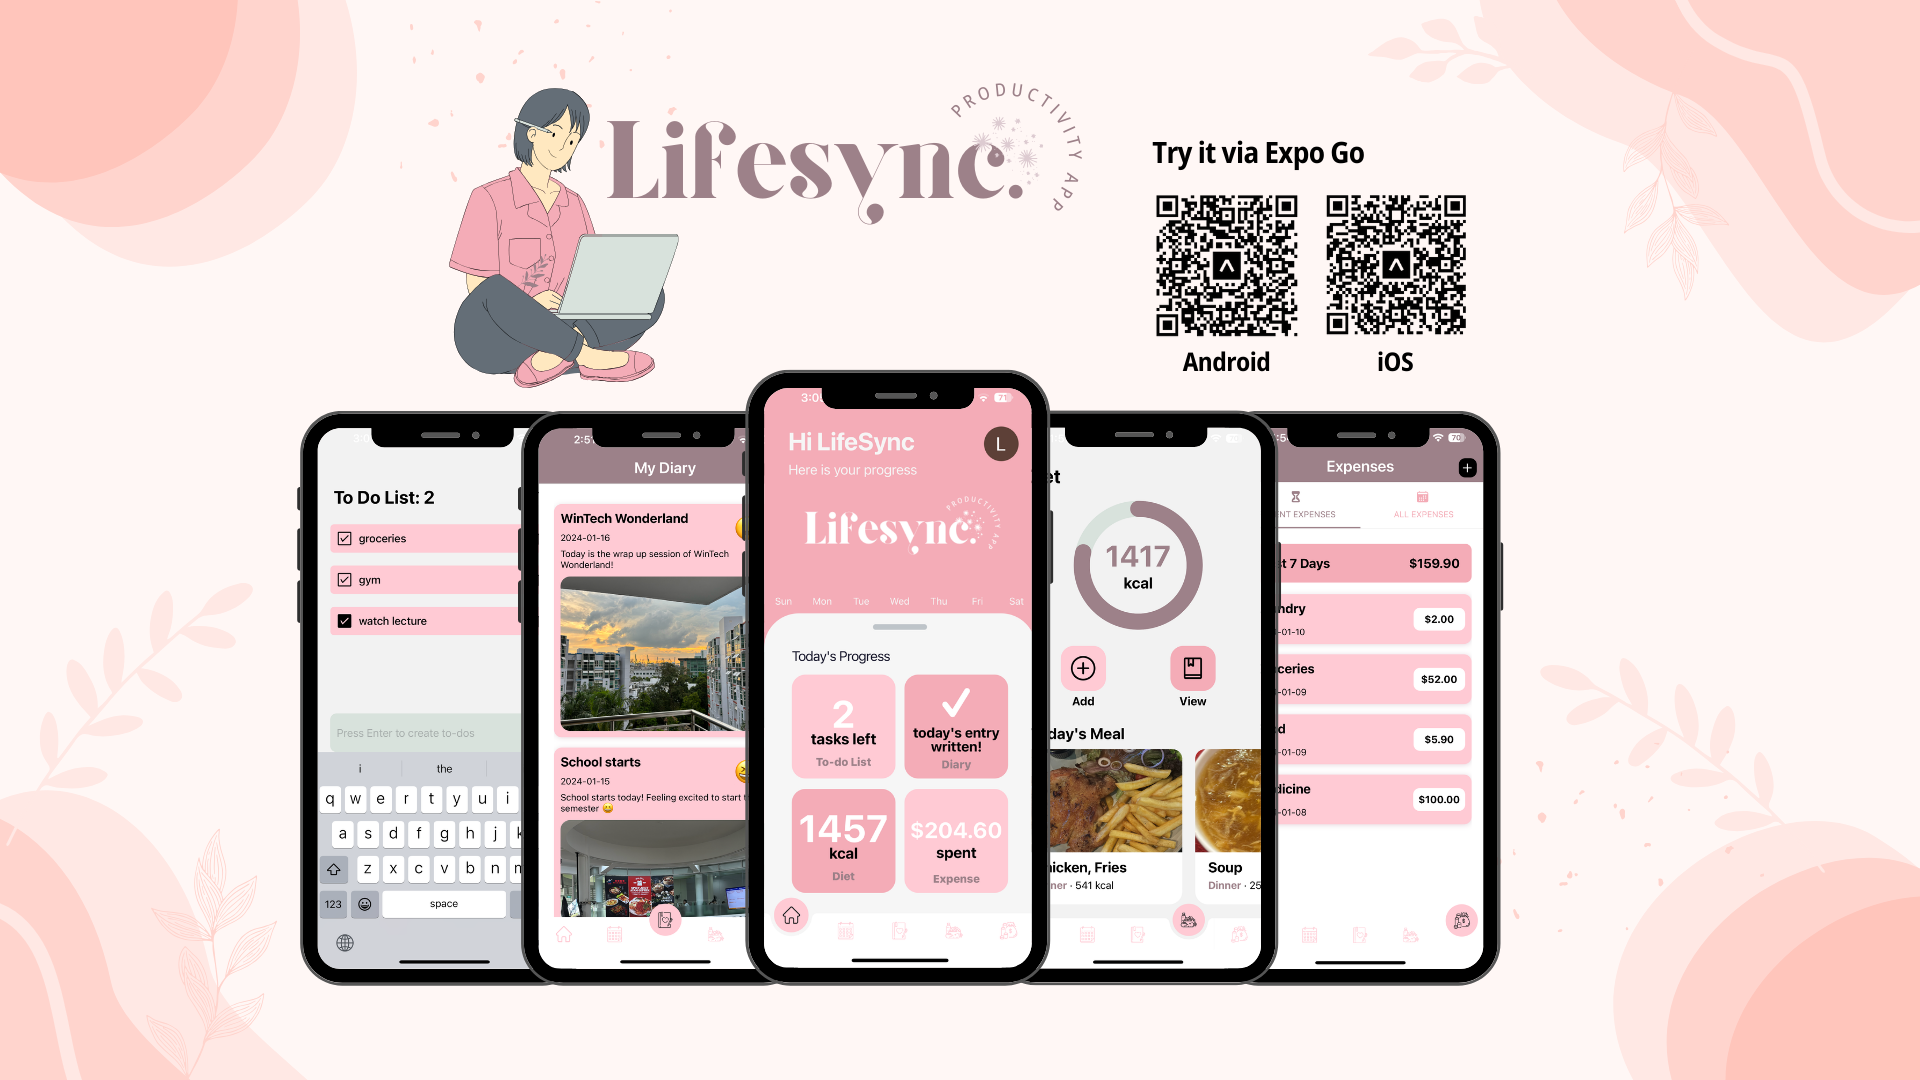 Lifesync.
PRODUCTIVITY APP
Try it via Expo Go
Android
iOS
To Do List: 2
groceries
gym
watch lecture
Press Enter to create to-dos
i
the
q w e r t y u i
a s d f g h j k
z x c v b n m
123
space
2:5
My Diary
WinTech Wonderland
2024-01-16
Today is the wrap up session of WinTech
Wonderland!
School starts
2024-01-15
School starts today! Feeling excited to start
semester 😀
3:0
71
Hi LifeSync
L
Here is your progress
Lifesync.
PRODUCTIVITY APP
Sun Mon Tue Wed Thu Fri Sat
Today's Progress
2
tasks left
To-do List
today's entry
written!
Diary
1457
kcal
Diet
$204.60
spent
Expense
et
1417
kcal
Add
View
day's Meal
icken, Fries
ner · 541 kcal
Soup
Dinner · 25
70
Expenses
NT EXPENSES
ALL EXPENSES
t 7 Days
$159.90
ndry
-01-10
$2.00
ceries
-01-09
$52.00
d
-01-09
$5.90
dicine
-01-08
$100.00